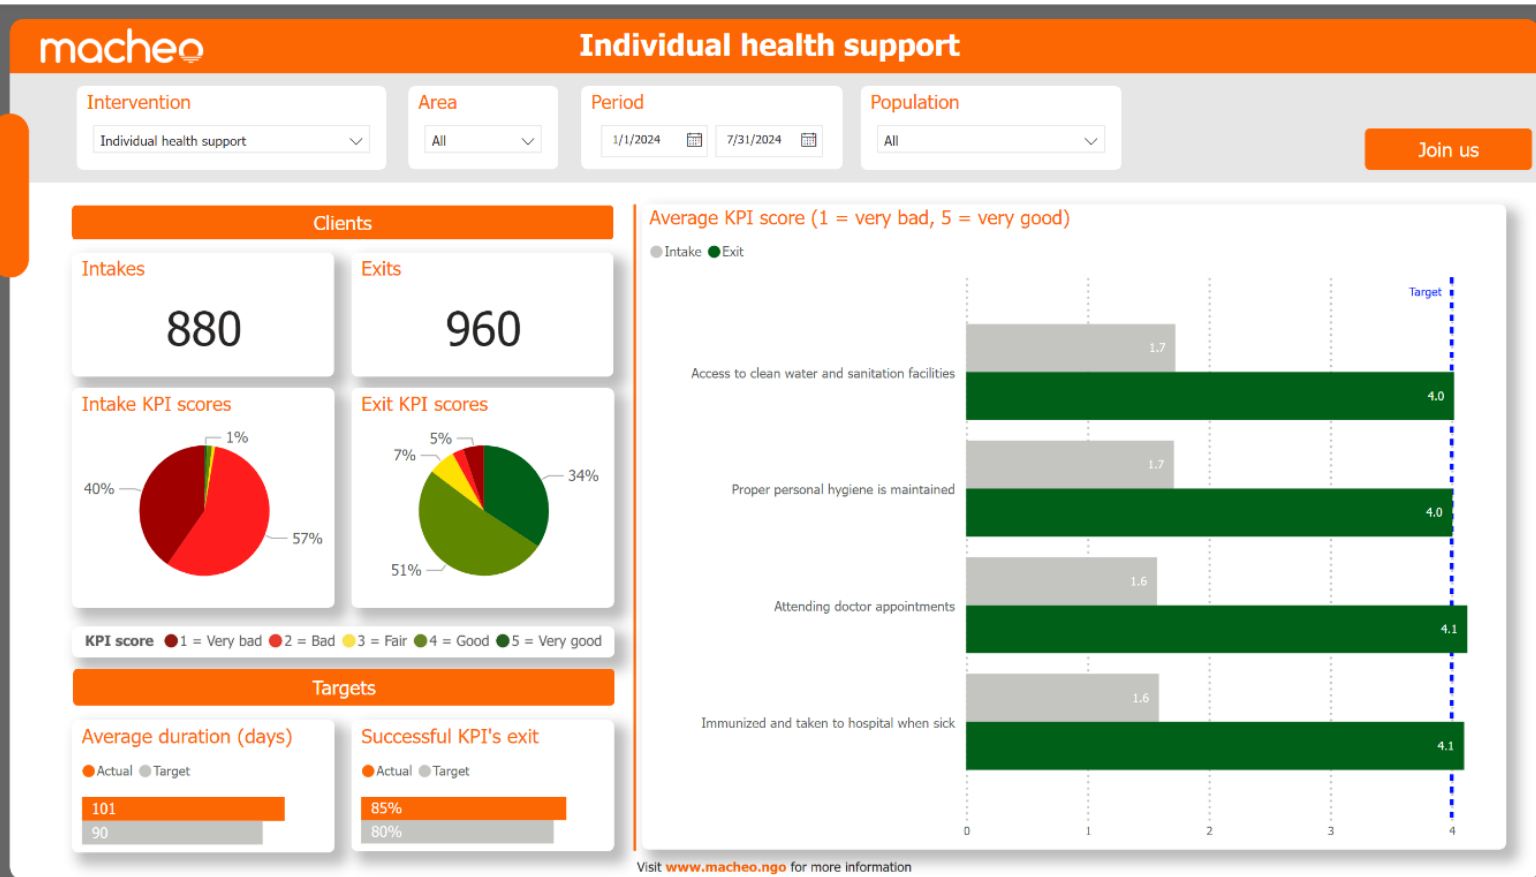 macheo
Individual health support
Intervention
Individual health support
Area
All
Period
1/1/2024
7/31/2024
Population
All
Join us
Clients
Intakes
880
Exits
960
Intake KPI scores
1%
40%
57%
Exit KPI scores
5%
7%
34%
51%
KPI score 1 = Very bad 2 = Bad 3 = Fair 4 = Good 5 = Very good
Targets
Average duration (days)
Actual Target
101
90
Successful KPI's exit
Actual Target
85%
80%
Average KPI score (1 = very bad, 5 = very good)
Intake Exit
Target
1.7
Access to clean water and sanitation facilities
4.0
1.7
Proper personal hygiene is maintained
4.0
1.6
Attending doctor appointments
4.1
1.6
Immunized and taken to hospital when sick
4.1
0 1 2 3 4
Visit www.macheo.ngo for more information